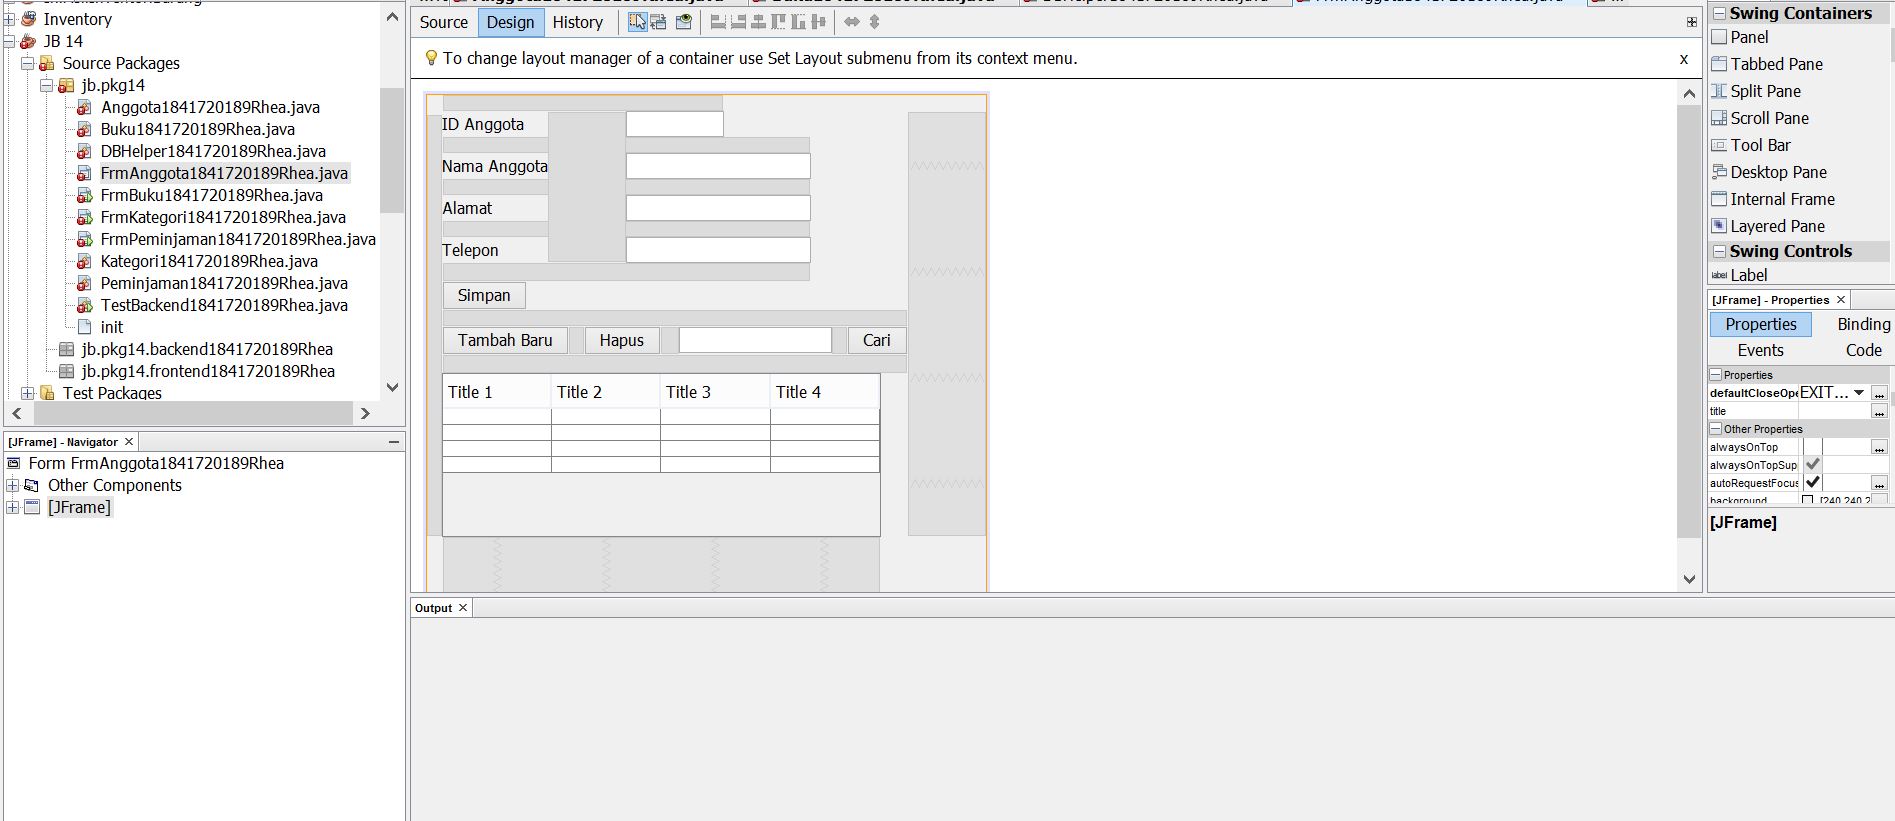 Inventory
JB 14
Source Packages
jb.pkg14
Anggota1841720189Rhea.java
Buku1841720189Rhea.java
DBHelper1841720189Rhea.java
FrmAnggota1841720189Rhea.java
FrmBuku1841720189Rhea.java
FrmKategori1841720189Rhea.java
FrmPeminjaman1841720189Rhea.java
Kategori1841720189Rhea.java
Peminjaman1841720189Rhea.java
TestBackend1841720189Rhea.java
init
jb.pkg14.backend1841720189Rhea
jb.pkg14.frontend1841720189Rhea
Test Packages
[JFrame] - Navigator
Form FrmAnggota1841720189Rhea
Other Components
[JFrame]
Source Design History
To change layout manager of a container use Set Layout submenu from its context menu. x
ID Anggota
Nama Anggota
Alamat
Telepon
Simpan
Tambah Baru Hapus Cari
Title 1 Title 2 Title 3 Title 4
Output
Swing Containers
Panel
Tabbed Pane
Split Pane
Scroll Pane
Tool Bar
Desktop Pane
Internal Frame
Layered Pane
Swing Controls
label Label
[JFrame] - Properties
Properties Binding
Events Code
Properties
defaultCloseOpe EXIT... ...
title ...
Other Properties
alwaysOnTop ...
alwaysOnTopSup
autoRequestFocus ...
background [240,240,2
[JFrame]